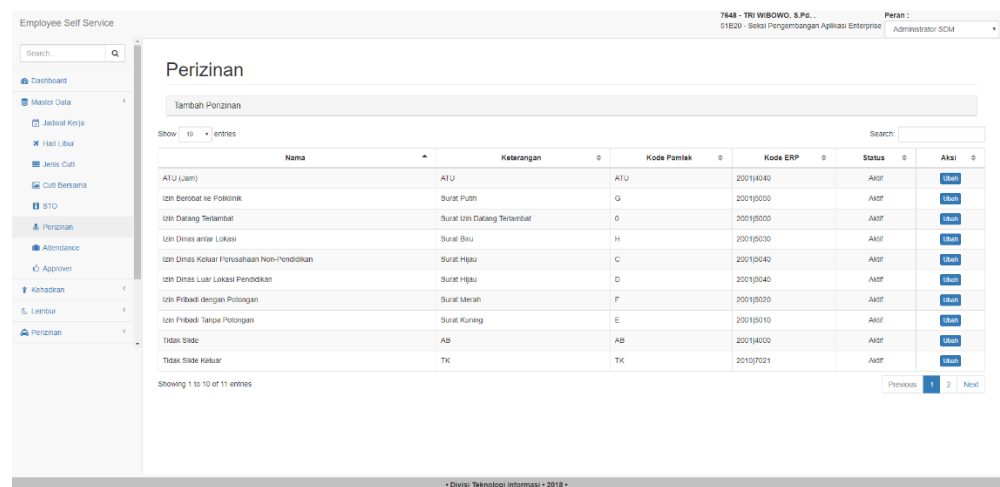 Employee Self Service
7648 - TRI WIBOWO, S.Pd. .
51B20 - Seksi Pengembangan Aplikasi Enterprise
Peran :
Administrator SDM
Search...
Dashboard
Master Data
Jadwal Kerja
Hari Libur
Jenis Cuti
Cuti Bersama
STO
Perizinan
Attendance
Approver
Kehadiran
Lembur
Perizinan
Perizinan
Tambah Perizinan
Show 10 entries
Search:
Nama Keterangan Kode Pamlek Kode ERP Status Aksi
ATU (Jam) ATU ATU 2001|4040 Aktif Ubah
Izin Berobat ke Poliklinik Surat Putih G 2001|5050 Aktif Ubah
Izin Datang Terlambat Surat Izin Datang Terlambat 0 2001|5000 Aktif Ubah
Izin Dinas antar Lokasi Surat Biru H 2001|5030 Aktif Ubah
Izin Dinas Keluar Perusahaan Non-Pendidikan Surat Hijau C 2001|5040 Aktif Ubah
Izin Dinas Luar Lokasi Pendidikan Surat Hijau D 2001|5040 Aktif Ubah
Izin Pribadi dengan Potongan Surat Merah F 2001|5020 Aktif Ubah
Izin Pribadi Tanpa Potongan Surat Kuning E 2001|5010 Aktif Ubah
Tidak Slide AB AB 2001|4000 Aktif Ubah
Tidak Slide Keluar TK TK 2010|7021 Aktif Ubah
Showing 1 to 10 of 11 entries
Previous 1 2 Next
• Divisi Teknologi Informasi • 2018 •